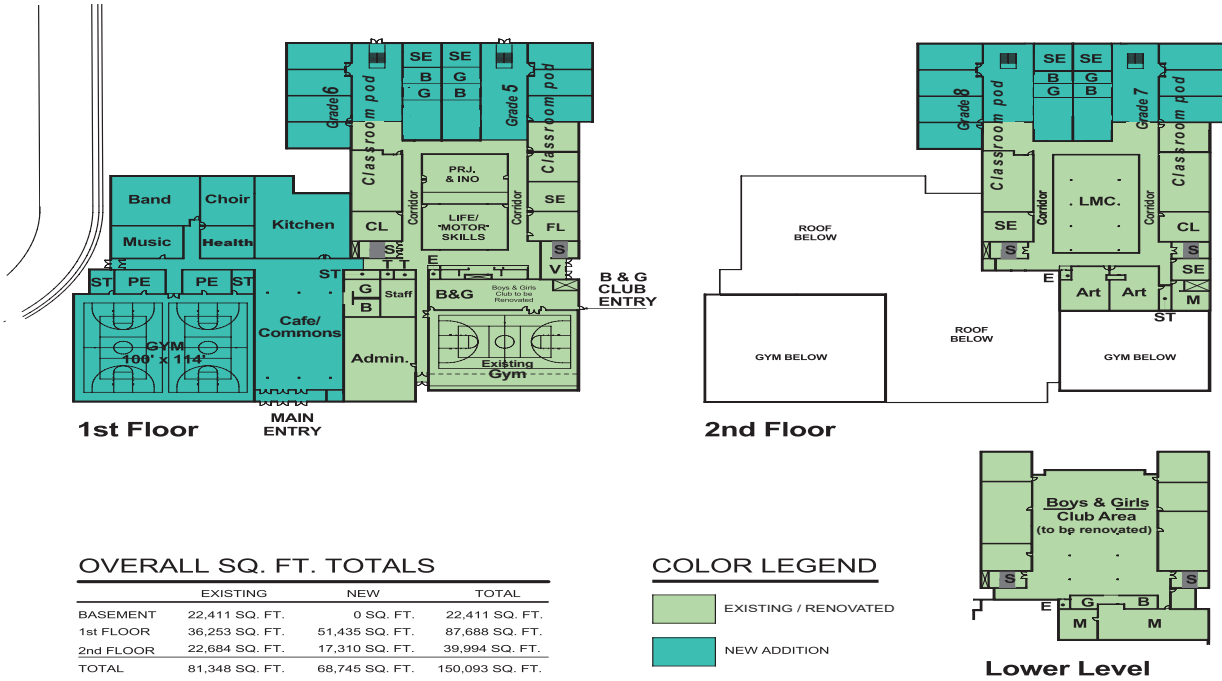 SE SE
B G
G B
Grade 6
Classroom pod
Grade 5
Classroom pod
PRJ.
& INO
Corridor
Corridor
LIFE/
MOTOR
SKILLS
SE
CL
FL
S
S
V
T T
E
Band
Choir
Kitchen
Music
Health
ST PE PE ST
ST
GYM
100' x 114'
Cafe/
Commons
G
B
Staff
Admin.
B&G
Boys & Girls
Club to be
Renovated
Existing
Gym
B & G
CLUB
ENTRY
MAIN
ENTRY
1st Floor
SE SE
B G
G B
Grade 8
Classroom pod
Grade 7
Classroom pod
Corridor
LMC.
SE
CL
S
S
SE
E
Art Art
M
ST
ROOF
BELOW
ROOF
BELOW
GYM BELOW
GYM BELOW
2nd Floor
Boys & Girls
Club Area
(to be renovated)
S
S
E
G
B
M
M
Lower Level
OVERALL SQ. FT. TOTALS
EXISTING NEW TOTAL
BASEMENT 22,411 SQ. FT. 0 SQ. FT. 22,411 SQ. FT.
1st FLOOR 36,253 SQ. FT. 51,435 SQ. FT. 87,688 SQ. FT.
2nd FLOOR 22,684 SQ. FT. 17,310 SQ. FT. 39,994 SQ. FT.
TOTAL 81,348 SQ. FT. 68,745 SQ. FT. 150,093 SQ. FT.
COLOR LEGEND
EXISTING / RENOVATED
NEW ADDITION